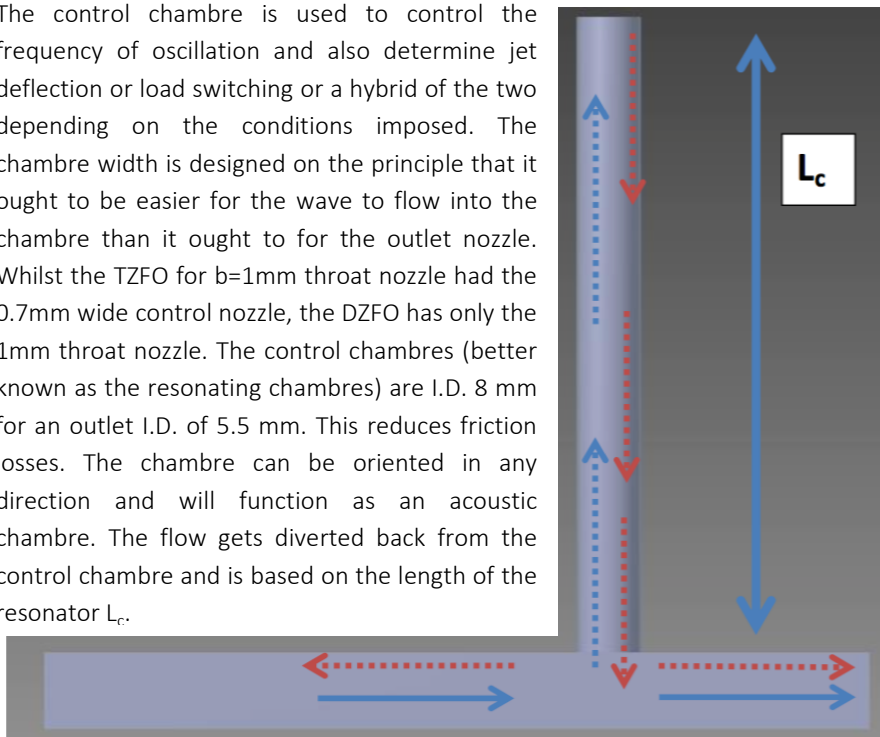 The control chambre is used to control the
frequency of oscillation and also determine jet
deflection or load switching or a hybrid of the two
depending on the conditions imposed. The
chambre width is designed on the principle that it
ought to be easier for the wave to flow into the
chambre than it ought to for the outlet nozzle.
Whilst the TZFO for b=1mm throat nozzle had the
0.7mm wide control nozzle, the DZFO has only the
1mm throat nozzle. The control chambres (better
known as the resonating chambres) are I.D. 8 mm
for an outlet I.D. of 5.5 mm. This reduces friction
losses. The chambre can be oriented in any
direction and will function as an acoustic
chambre. The flow gets diverted back from the
control chambre and is based on the length of the
resonator Lc.
Lc